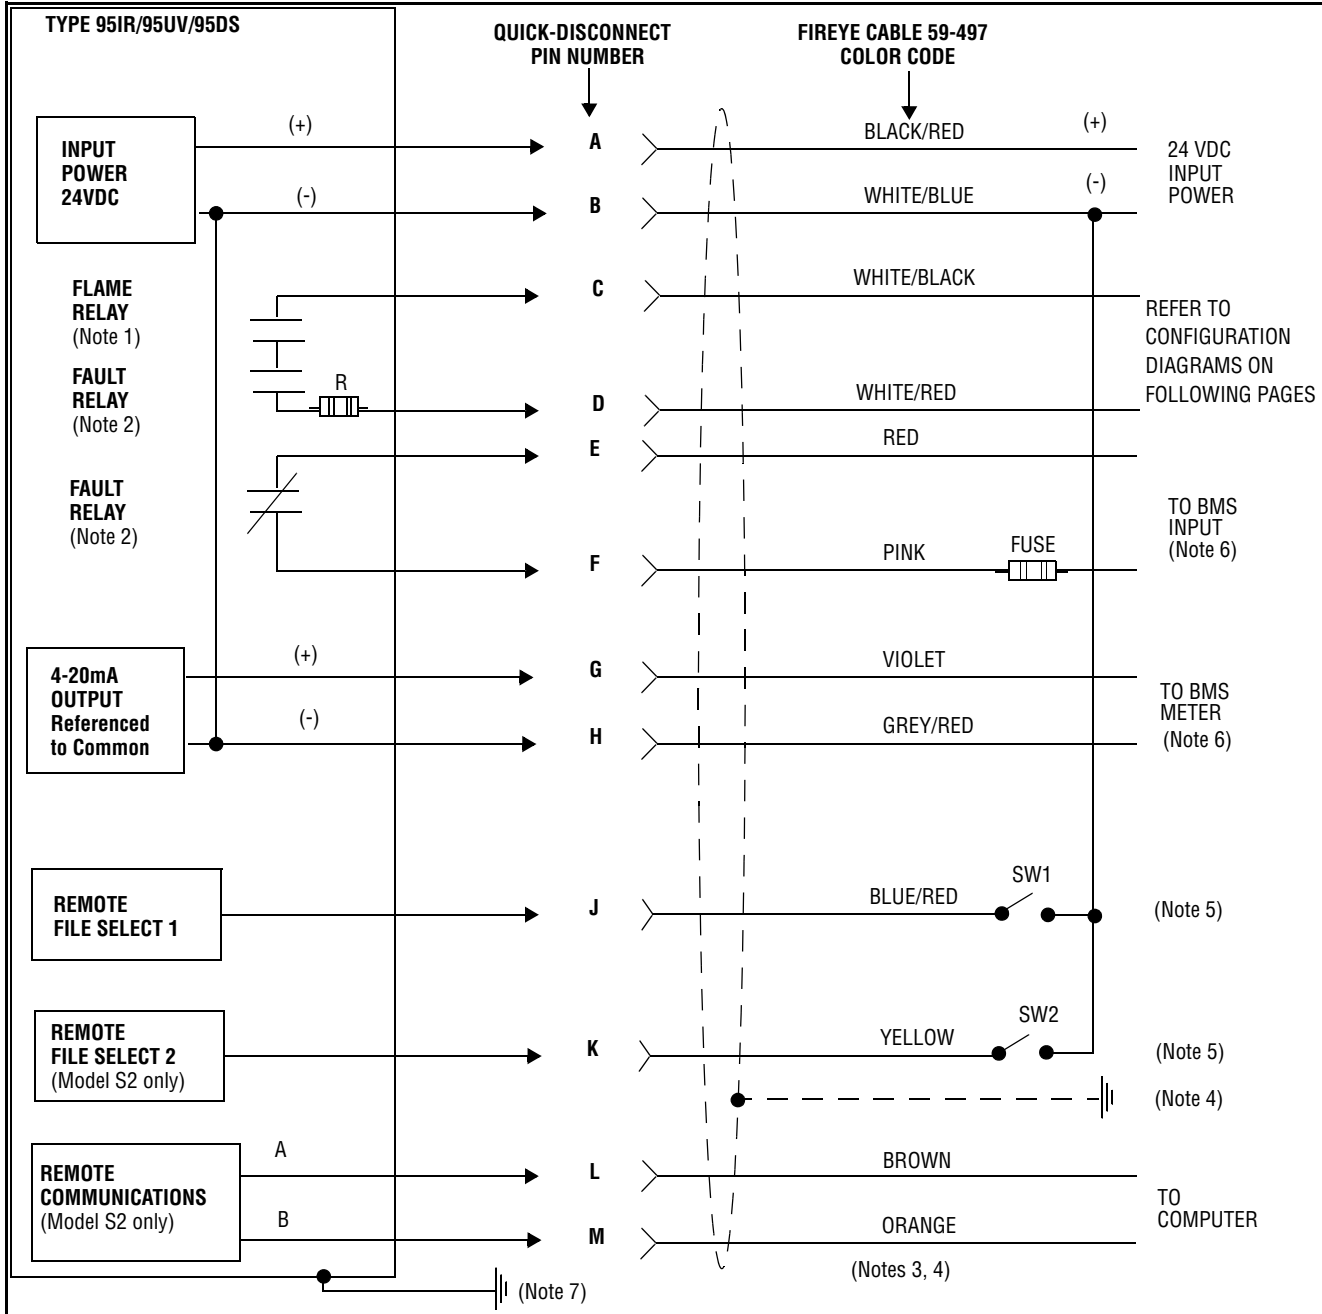 TYPE 95IR/95UV/95DS
QUICK-DISCONNECT
PIN NUMBER
FIREYE CABLE 59-497
COLOR CODE
INPUT
POWER
24VDC
(+)
A
BLACK/RED
(+)
24 VDC
INPUT
POWER
(-)
B
WHITE/BLUE
(-)
FLAME
RELAY
(Note 1)
C
WHITE/BLACK
REFER TO
CONFIGURATION
DIAGRAMS ON
FOLLOWING PAGES
FAULT
RELAY
(Note 2)
R
D
WHITE/RED
E
RED
FAULT
RELAY
(Note 2)
TO BMS
INPUT
(Note 6)
F
PINK
FUSE
4-20mA
OUTPUT
Referenced
to Common
(+)
G
VIOLET
TO BMS
METER
(Note 6)
(-)
H
GREY/RED
REMOTE
FILE SELECT 1
J
BLUE/RED
SW1
(Note 5)
REMOTE
FILE SELECT 2
(Model S2 only)
K
YELLOW
SW2
(Note 5)
(Note 4)
REMOTE
COMMUNICATIONS
(Model S2 only)
A
L
BROWN
TO
COMPUTER
B
M
ORANGE
(Notes 3, 4)
(Note 7)